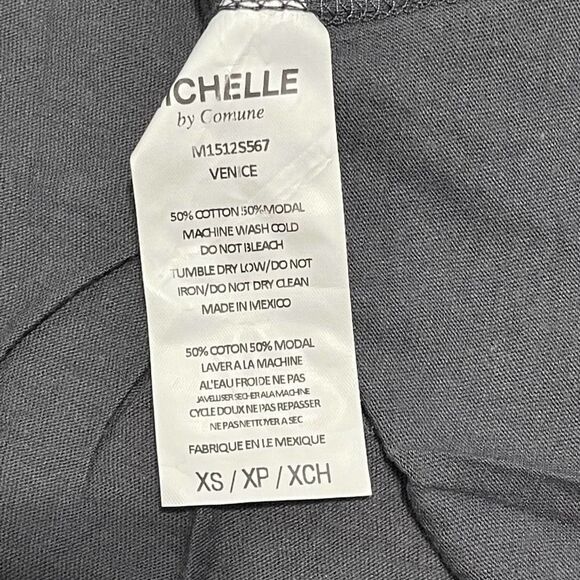 ICHELLE
by Comune
M1512S567
VENICE
50% COTTON 50% MODAL
MACHINE WASH COLD
DO NOT BLEACH
TUMBLE DRY LOW/DO NOT
IRON/DO NOT DRY CLEAN
MADE IN MEXICO
50% COTON 50% MODAL
LAVER A LA MACHINE
AL'EAU FROIDE NE PAS
JAVELLISER SECHER ALA MACHINE
CYCLE DOUX NE PAS REPASSER
NE PAS NETTOYER A SEC
FABRIQUE EN LE MEXIQUE
XS / XP / XCH